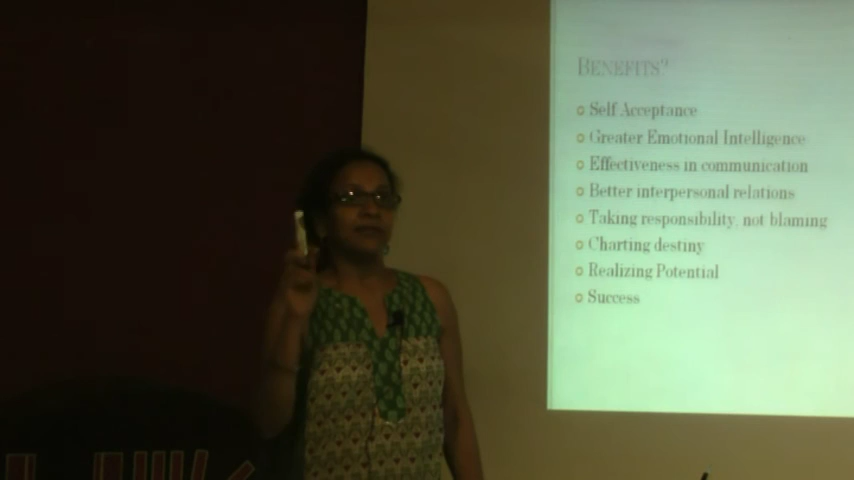 BENEFITS?
Self Acceptance
Greater Emotional Intelligence
Effectiveness in communication
Better interpersonal relations
Taking responsibility, not blaming
Charting destiny
Realizing Potential
Success